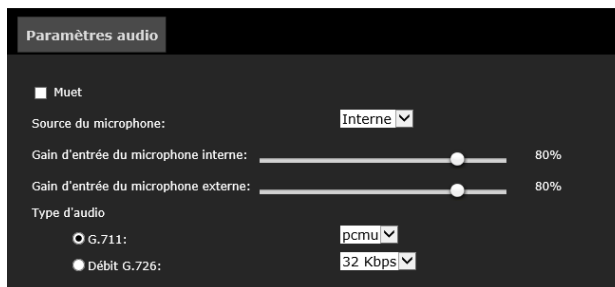 Paramètres audio
Muet
Source du microphone: Interne
Gain d'entrée du microphone interne: 80%
Gain d'entrée du microphone externe: 80%
Type d'audio
G.711: pcmu
Débit G.726: 32 Kbps